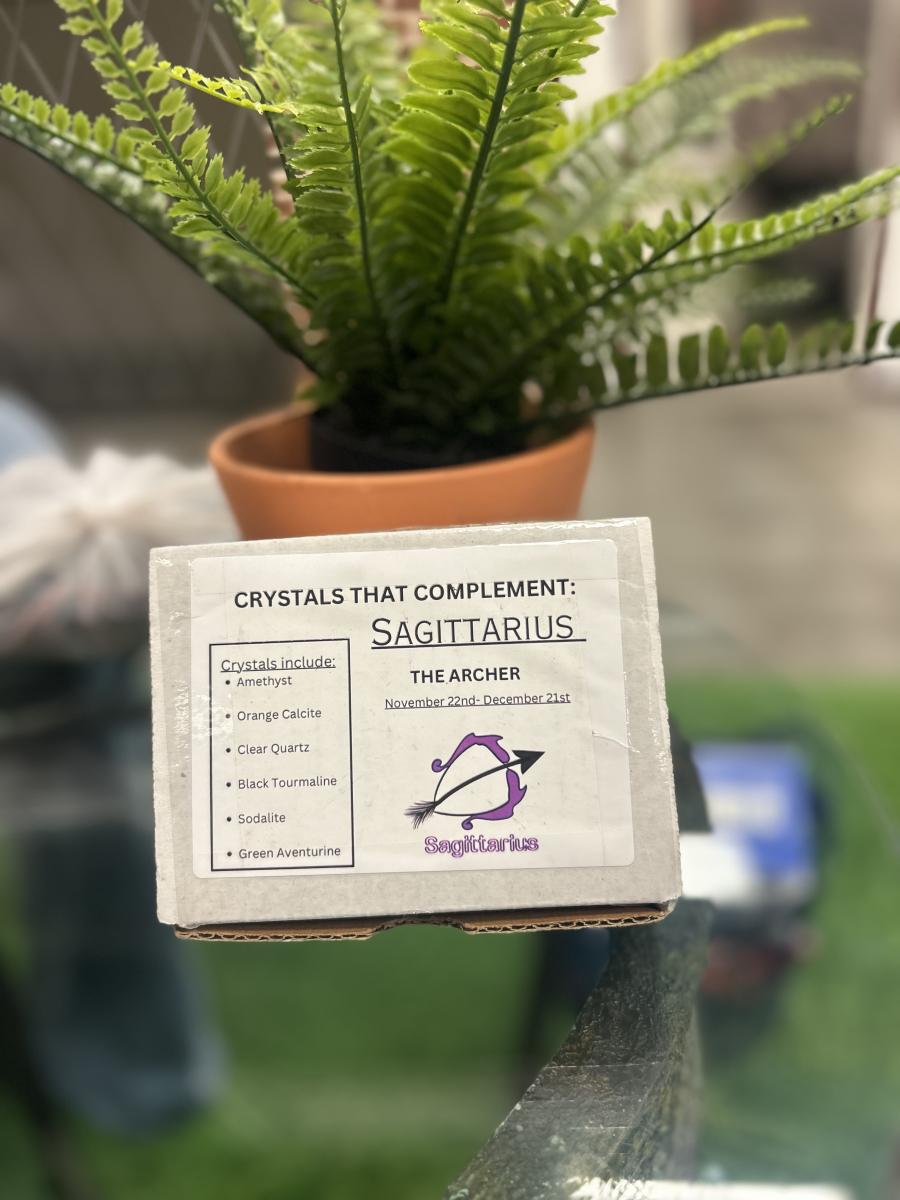 CRYSTALS THAT COMPLEMENT:
SAGITTARIUS
THE ARCHER
November 22nd- December 21st
Crystals include:
• Amethyst
• Orange Calcite
• Clear Quartz
• Black Tourmaline
• Sodalite
• Green Aventurine
Sagittarius